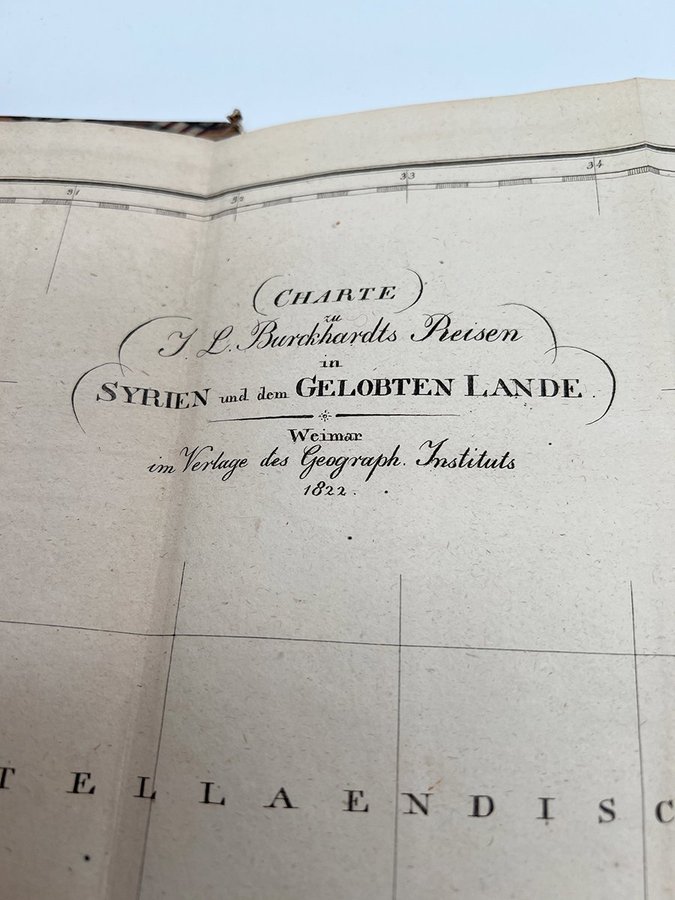 31 32 33 34
CHARTE
zu
J. L. Burckhardts Reisen
in
SYRIEN und dem GELOBTEN LANDE.
Weimar
im Verlage des Geograph. Instituts
1822.
TELLAENDISC